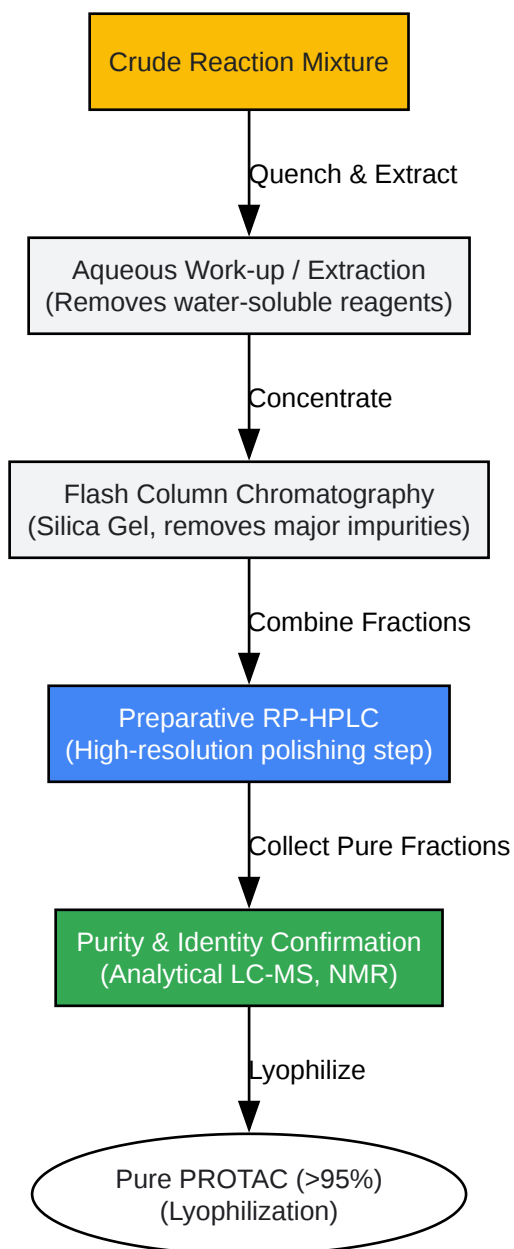 Crude Reaction Mixture
Quench & Extract
Aqueous Work-up / Extraction
(Removes water-soluble reagents)
Concentrate
Flash Column Chromatography
(Silica Gel, removes major impurities)
Combine Fractions
Preparative RP-HPLC
(High-resolution polishing step)
Collect Pure Fractions
Purity & Identity Confirmation
(Analytical LC-MS, NMR)
Lyophilize
Pure PROTAC (>95%)
(Lyophilization)